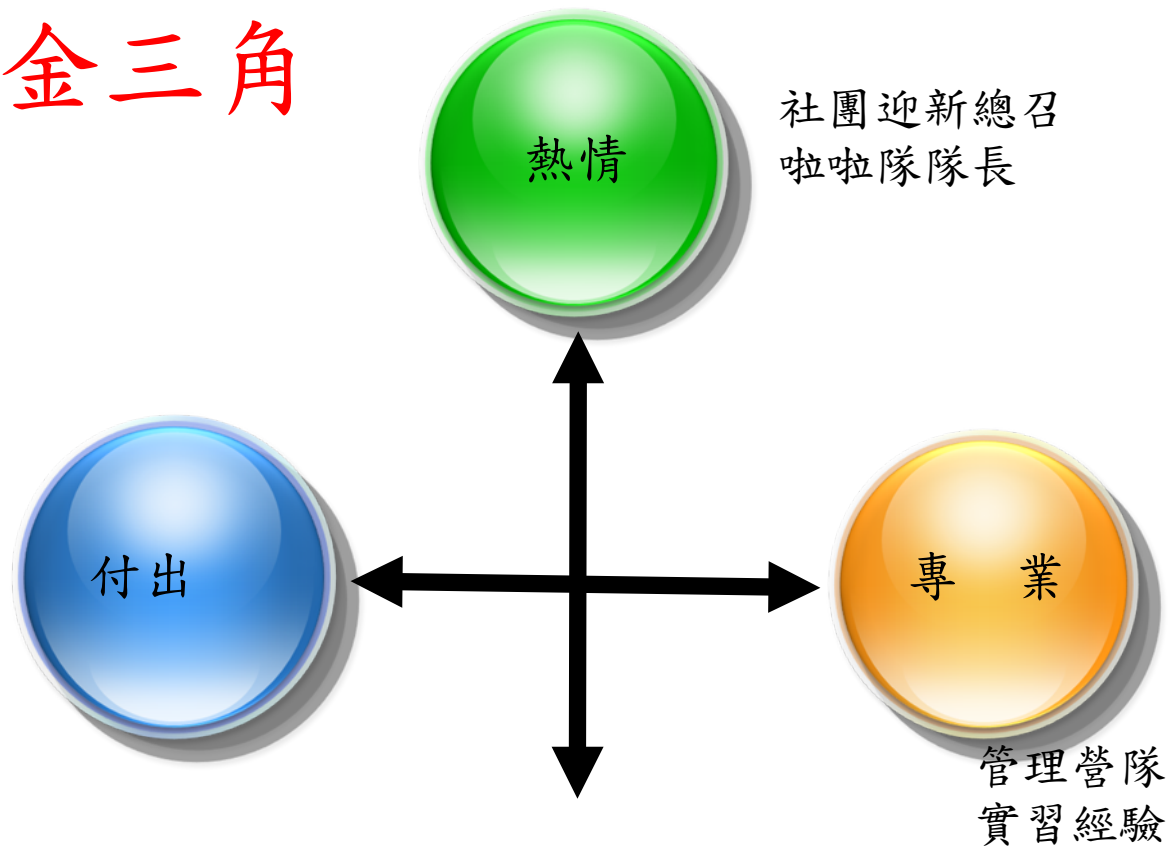 金三角
熱情
社團迎新總召
啦啦隊隊長
付出
專 業
管理營隊
實習經驗